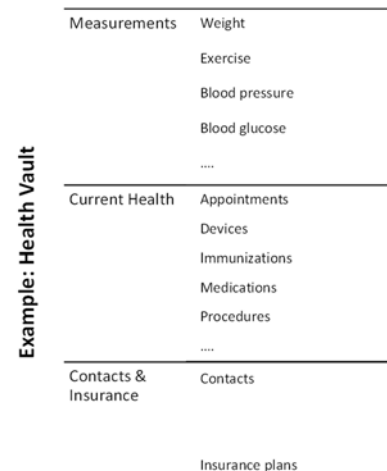 Example: Health Vault
Measurements
Weight
Exercise
Blood pressure
Blood glucose
....
Current Health
Appointments
Devices
Immunizations
Medications
Procedures
....
Contacts &
Insurance
Contacts
Insurance plans